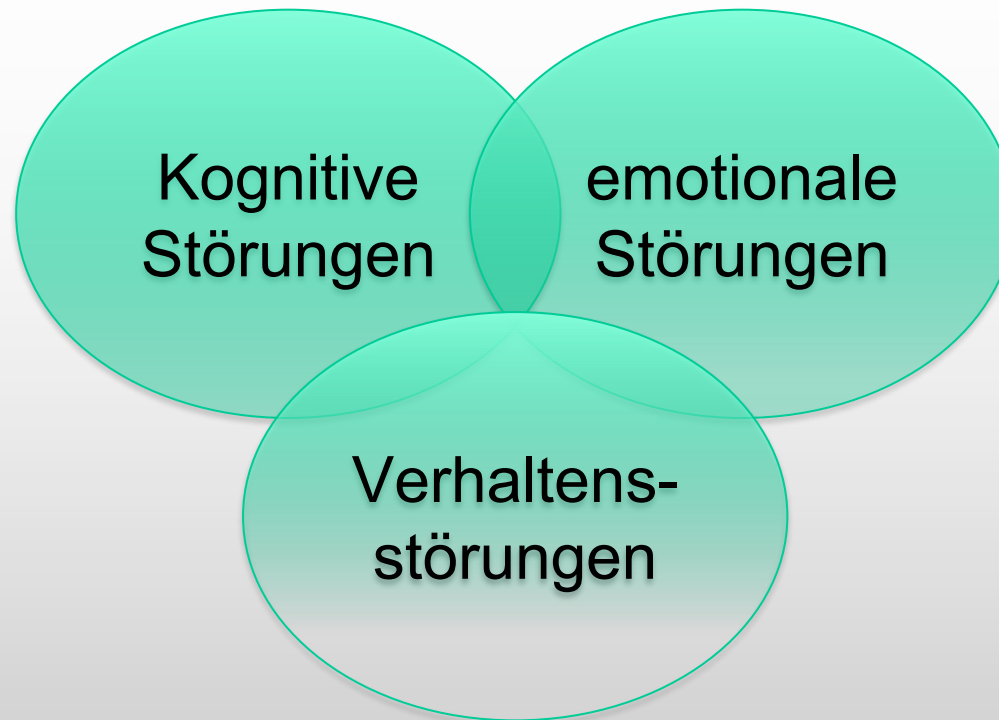 Kognitive
Störungen
emotionale
Störungen
Verhaltens-
störungen